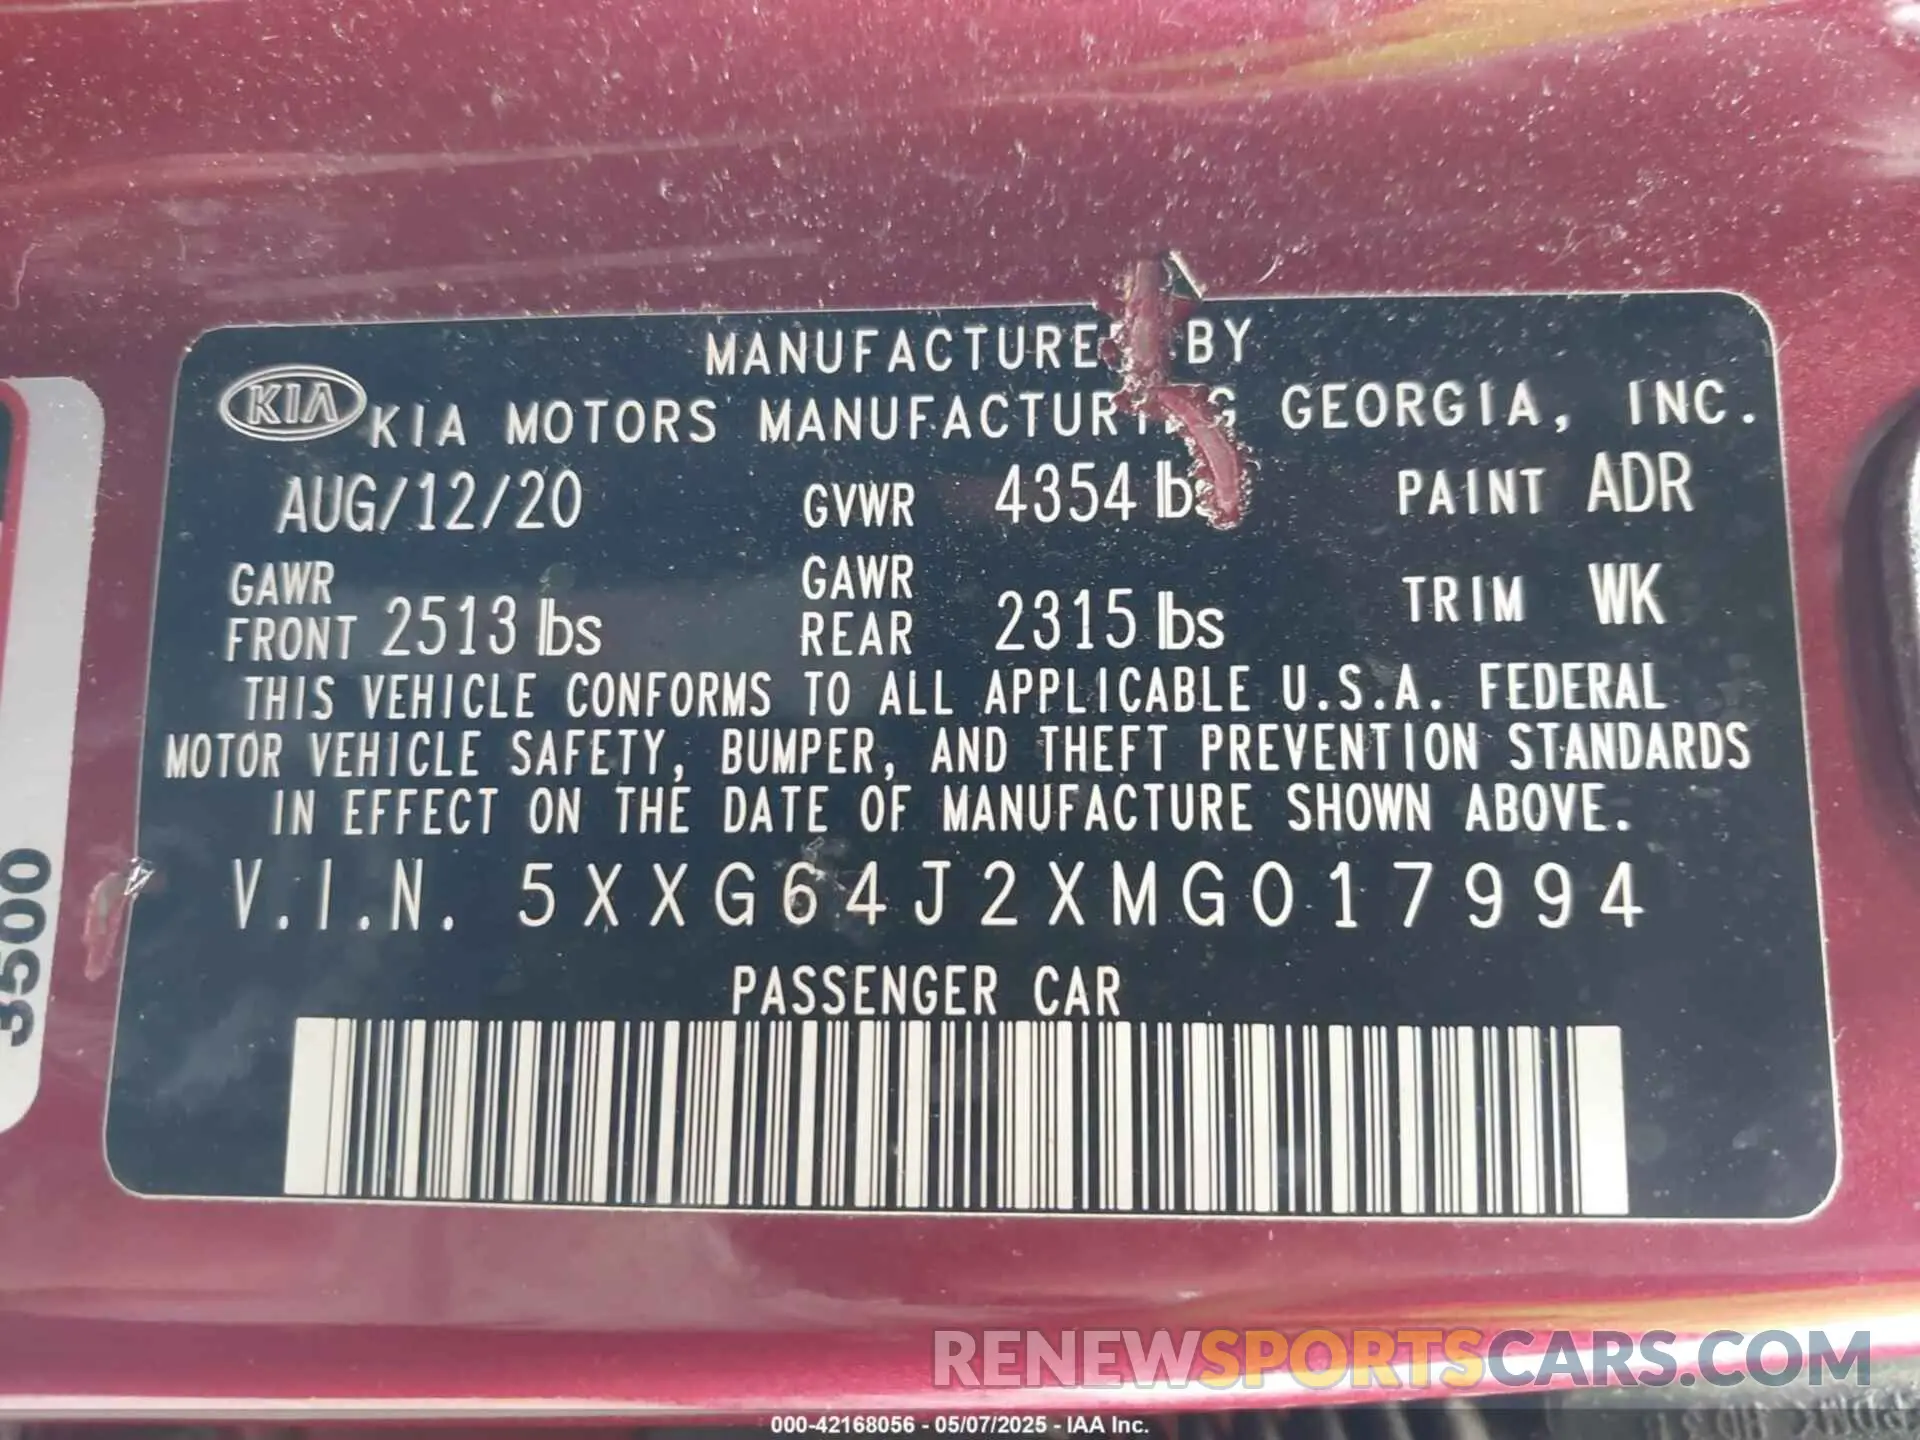 MANUFACTURED BY
KIA KIA MOTORS MANUFACTURING GEORGIA, INC.
AUG/12/20 GVWR 4354 lbs PAINT ADR
GAWR FRONT 2513 lbs GAWR REAR 2315 lbs TRIM WK
THIS VEHICLE CONFORMS TO ALL APPLICABLE U.S.A. FEDERAL
MOTOR VEHICLE SAFETY, BUMPER, AND THEFT PREVENTION STANDARDS
IN EFFECT ON THE DATE OF MANUFACTURE SHOWN ABOVE.
V.I.N. 5XXG64J2XMG017994
PASSENGER CAR
3500
RENEWSPORTSCARS.COM
000-42168056 - 05/07/2025 - IAA Inc.